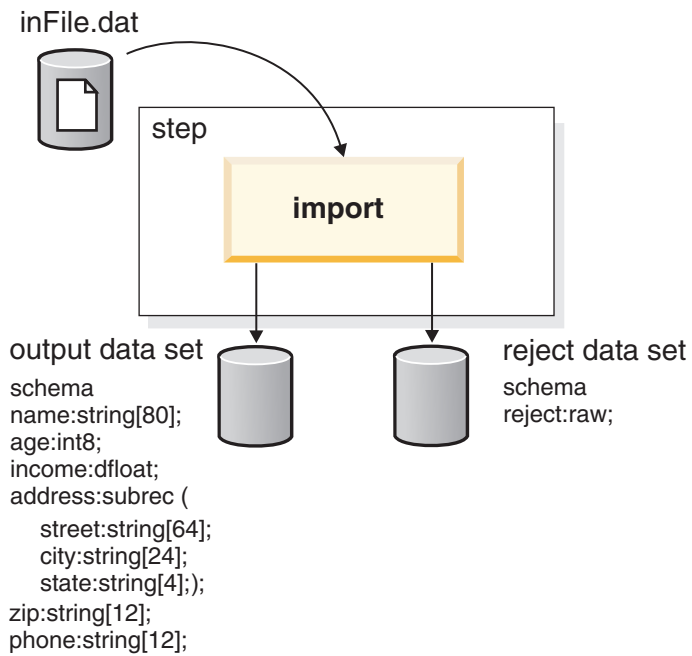 inFile.dat
step
import
output data set
schema
name:string[80];
age:int8;
income:dfloat;
address:subrec (
street:string[64];
city:string[24];
state:string[4];);
zip:string[12];
phone:string[12];
reject data set
schema
reject:raw;